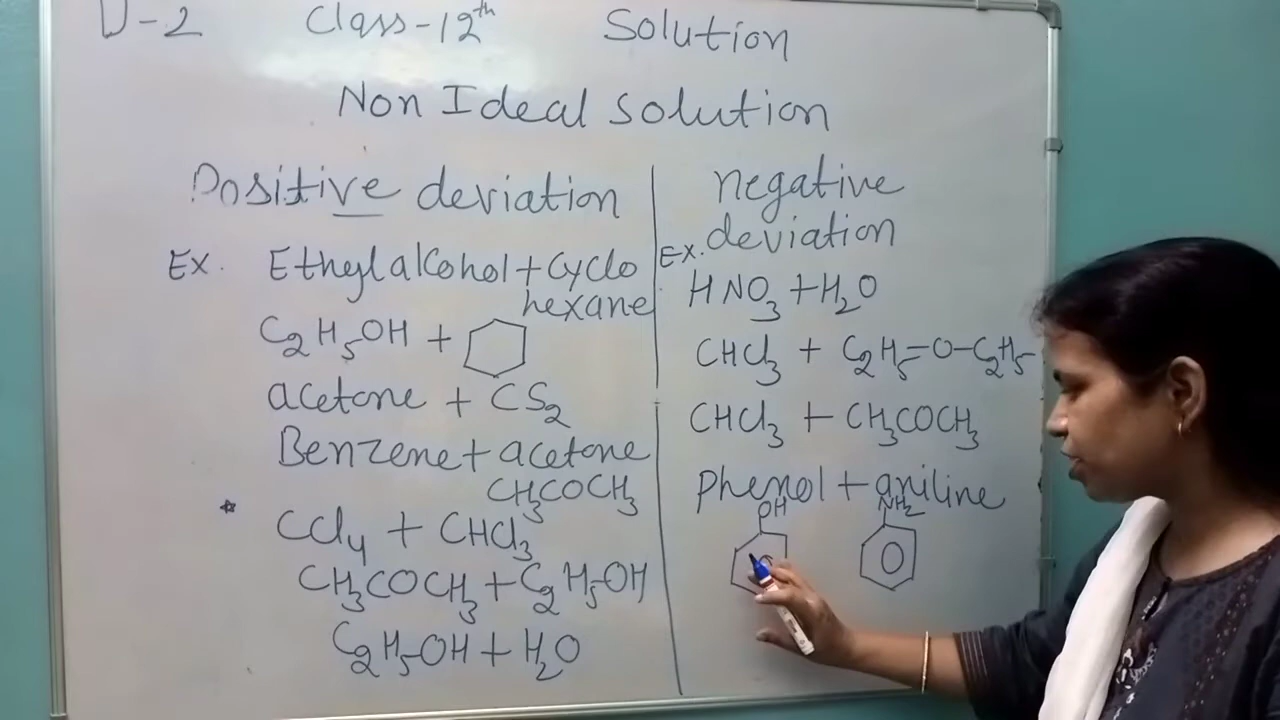 U-2 Class-12th Solution
Non Ideal Solution
Positive deviation
Ex. Ethylalcohol + Cyclo
hexane
C2H5OH +
acetone + CS2
Benzene + acetone
CH3COCH3
* CCl4 + CHCl3
CH3COCH3 + C2H5OH
C2H5OH + H2O
negative
Ex. deviation
HNO3 + H2O
CHCl3 + C2H5-O-C2H5
CHCl3 + CH3COCH3
Phenol + aniline
OH NH2